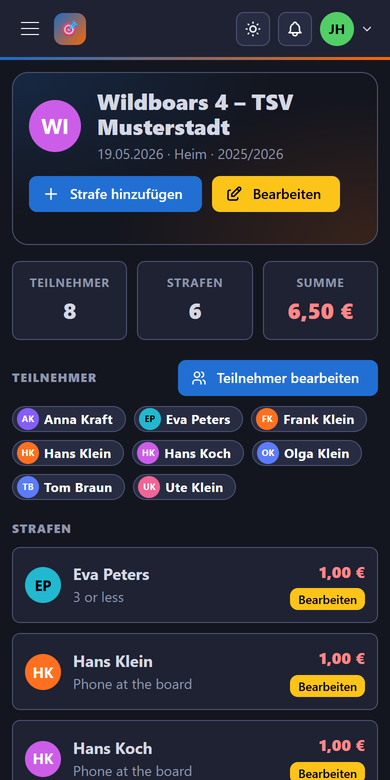 JH
WI
Wildboars 4 – TSV
Musterstadt
19.05.2026 · Heim · 2025/2026
Strafe hinzufügen
Bearbeiten
TEILNEHMER
8
STRAFEN
6
SUMME
6,50 €
TEILNEHMER
Teilnehmer bearbeiten
AK Anna Kraft
EP Eva Peters
FK Frank Klein
HK Hans Klein
HK Hans Koch
OK Olga Klein
TB Tom Braun
UK Ute Klein
STRAFEN
EP
Eva Peters
3 or less
1,00 €
Bearbeiten
HK
Hans Klein
Phone at the board
1,00 €
Bearbeiten
HK
Hans Koch
Phone at the board
1,00 €
Bearbeiten